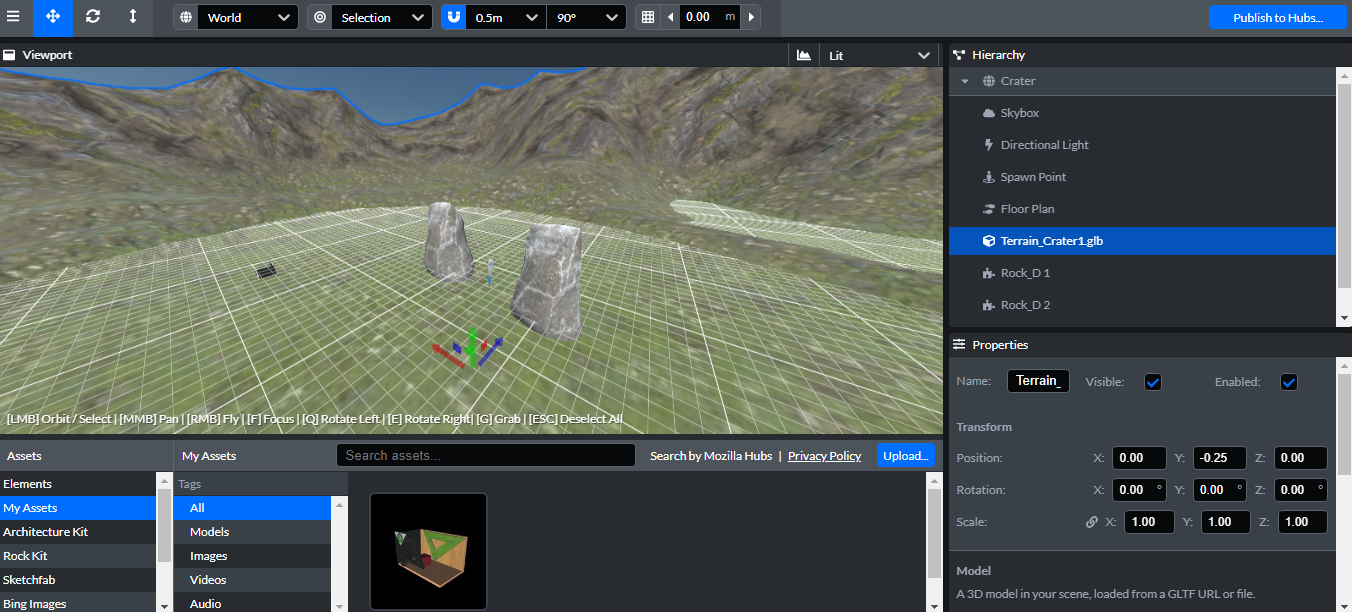 World
Selection
0.5m
90°
0.00 m
Publish to Hubs...
Viewport
Lit
[LMB] Orbit / Select | [MMB] Pan | [RMB] Fly | [F] Focus | [Q] Rotate Left | [E] Rotate Right| [G] Grab | [ESC] Deselect All
Hierarchy
Crater
Skybox
Directional Light
Spawn Point
Floor Plan
Terrain_Crater1.glb
Rock_D 1
Rock_D 2
Properties
Name: Terrain_ Visible: Enabled:
Transform
Position: X: 0.00 Y: -0.25 Z: 0.00
Rotation: X: 0.00 ° Y: 0.00 ° Z: 0.00 °
Scale: X: 1.00 Y: 1.00 Z: 1.00
Model
A 3D model in your scene, loaded from a GLTF URL or file.
Assets
Elements
My Assets
Architecture Kit
Rock Kit
Sketchfab
Bing Images
My Assets
Search assets...
Search by Mozilla Hubs | Privacy Policy
Upload...
Tags
All
Models
Images
Videos
Audio